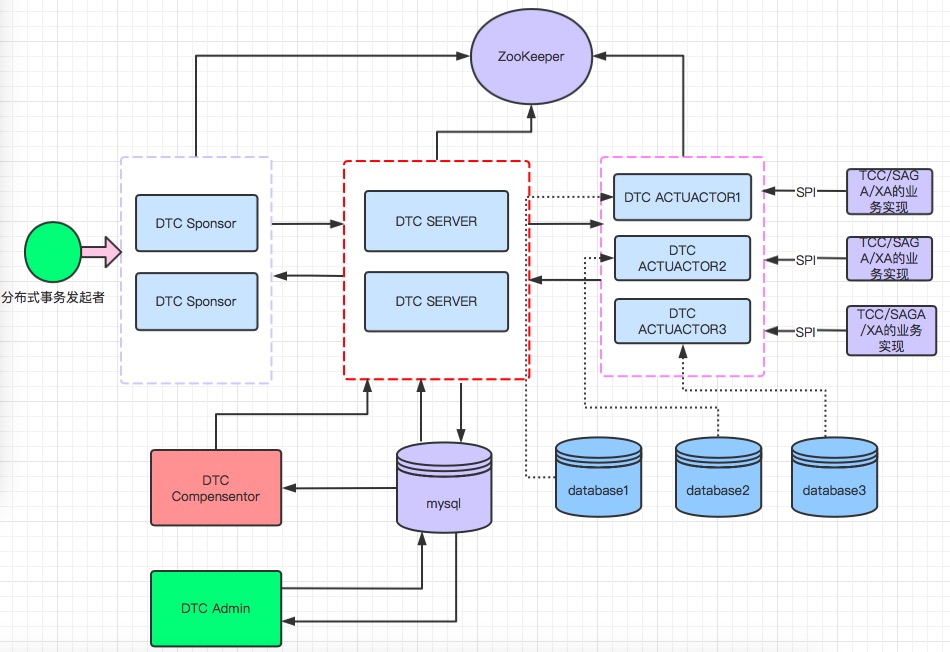 ZooKeeper
DTC Sponsor
DTC Sponsor
分布式事务发起者
DTC SERVER
DTC SERVER
DTC ACTUACTOR1
DTC
ACTUACTOR2
DTC
ACTUACTOR3
SPI
SPI
SPI
TCC/SAG
A/XA的业
务实现
TCC/SAG
A/XA的业
务实现
TCC/SAGA
/XA的业务
实现
DTC
Compensentor
mysql
database1
database2
database3
DTC Admin